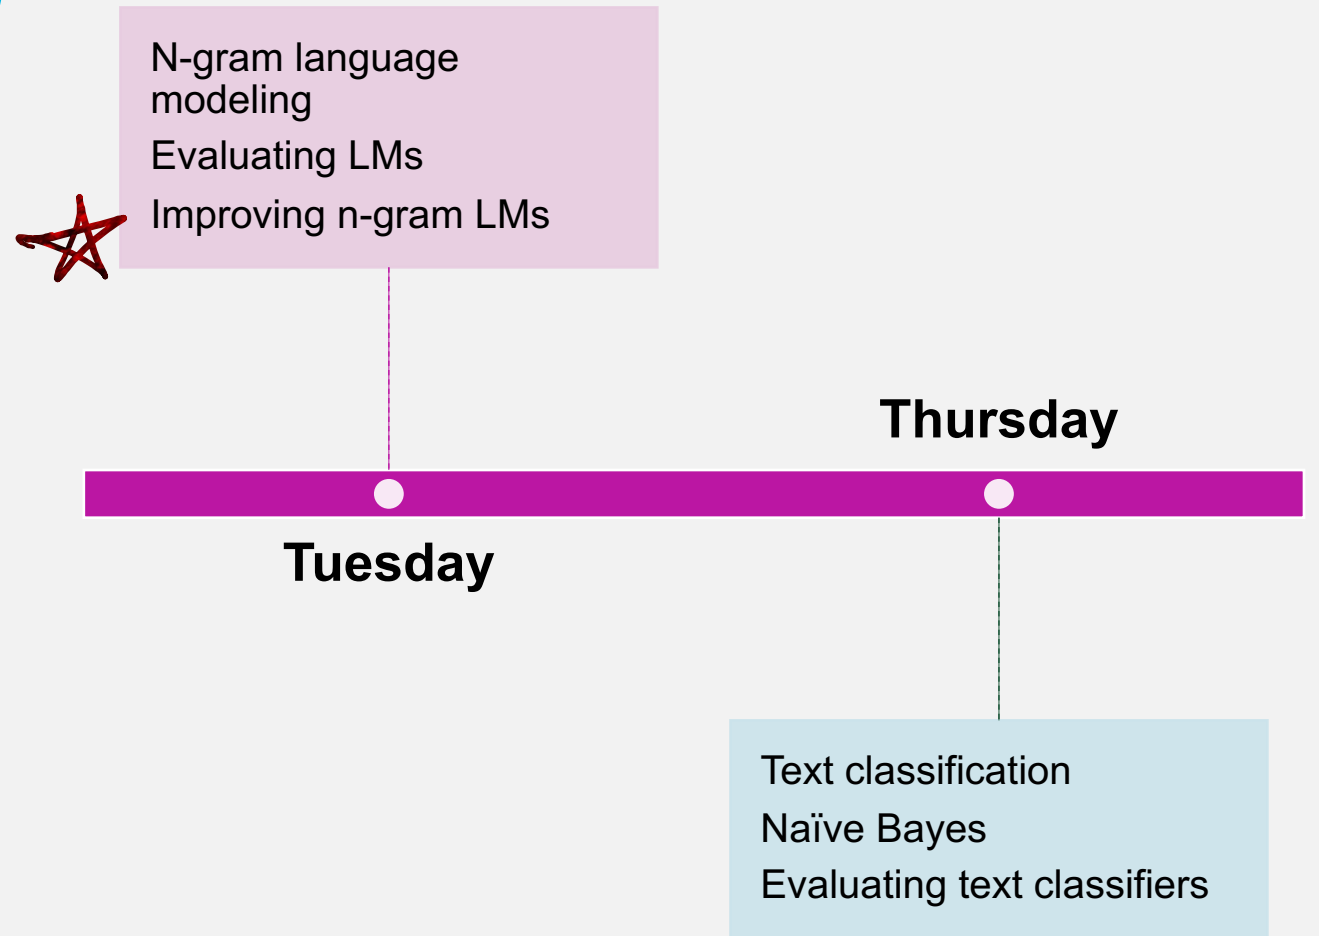 N-gram language
modeling
Evaluating LMs
Improving n-gram LMs
Thursday
Tuesday
Text classification
Naïve Bayes
Evaluating text classifiers